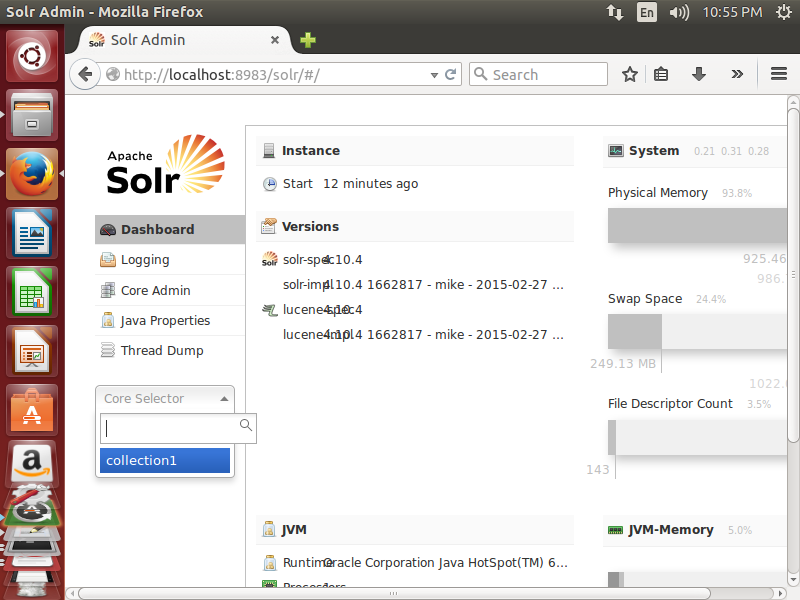 Solr Admin - Mozilla Firefox
En
10:55 PM
Solr Admin
http://localhost:8983/solr/#/
Search
Apache
Solr
Dashboard
Logging
Core Admin
Java Properties
Thread Dump
Core Selector
collection1
Instance
Start 12 minutes ago
Versions
solr-spec 4.10.4
solr-impl 4.10.4 1662817 - mike - 2015-02-27 ...
lucene-spec 4.10.4
lucene-impl 4.10.4 1662817 - mike - 2015-02-27 ...
JVM
Runtime Oracle Corporation Java HotSpot(TM) 6...
Processors
System 0.21 0.31 0.28
Physical Memory 93.8%
925.46
986.
Swap Space 24.4%
249.13 MB
1022.
File Descriptor Count 3.5%
143
JVM-Memory 5.0%